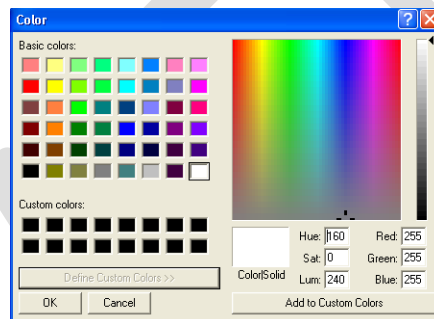 Color
Basic colors:
Custom colors:
Define Custom Colors >>
OK Cancel
Color|Solid
Hue: 160 Red: 255
Sat: 0 Green: 255
Lum: 240 Blue: 255
Add to Custom Colors